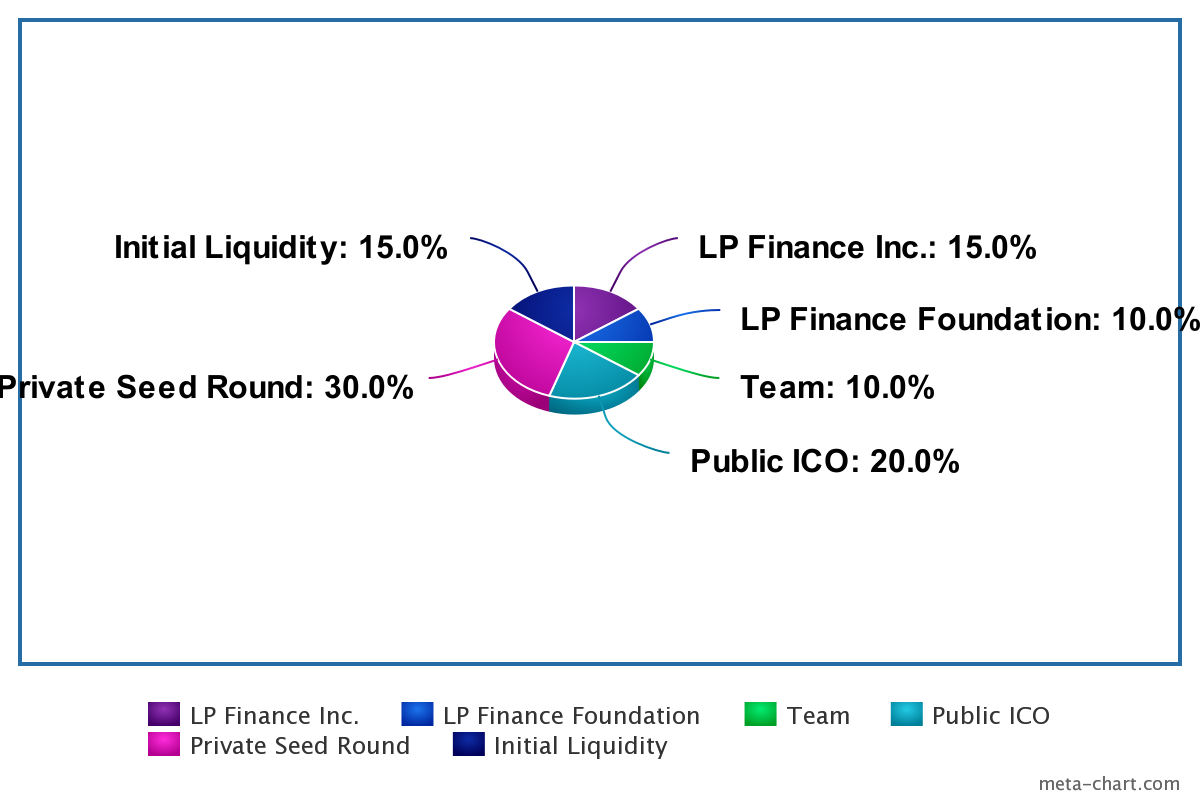 Initial Liquidity: 15.0%
LP Finance Inc.: 15.0%
LP Finance Foundation: 10.0%
Private Seed Round: 30.0%
Team: 10.0%
Public ICO: 20.0%
LP Finance Inc.
LP Finance Foundation
Team
Public ICO
Private Seed Round
Initial Liquidity
meta-chart.com